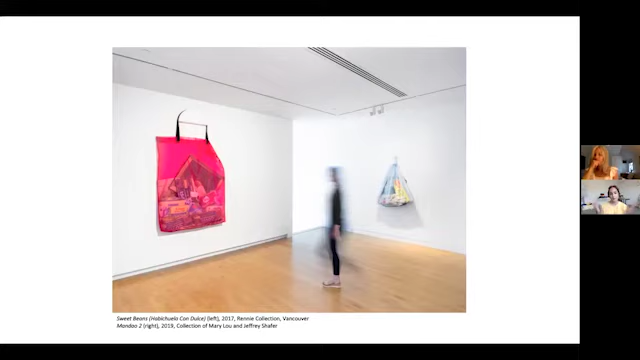 Sweet Beans (Habichuela Con Dulce) (left), 2017, Rennie Collection, Vancouver
Mondao 2 (right), 2019, Collection of Mary Lou and Jeffrey Shafer